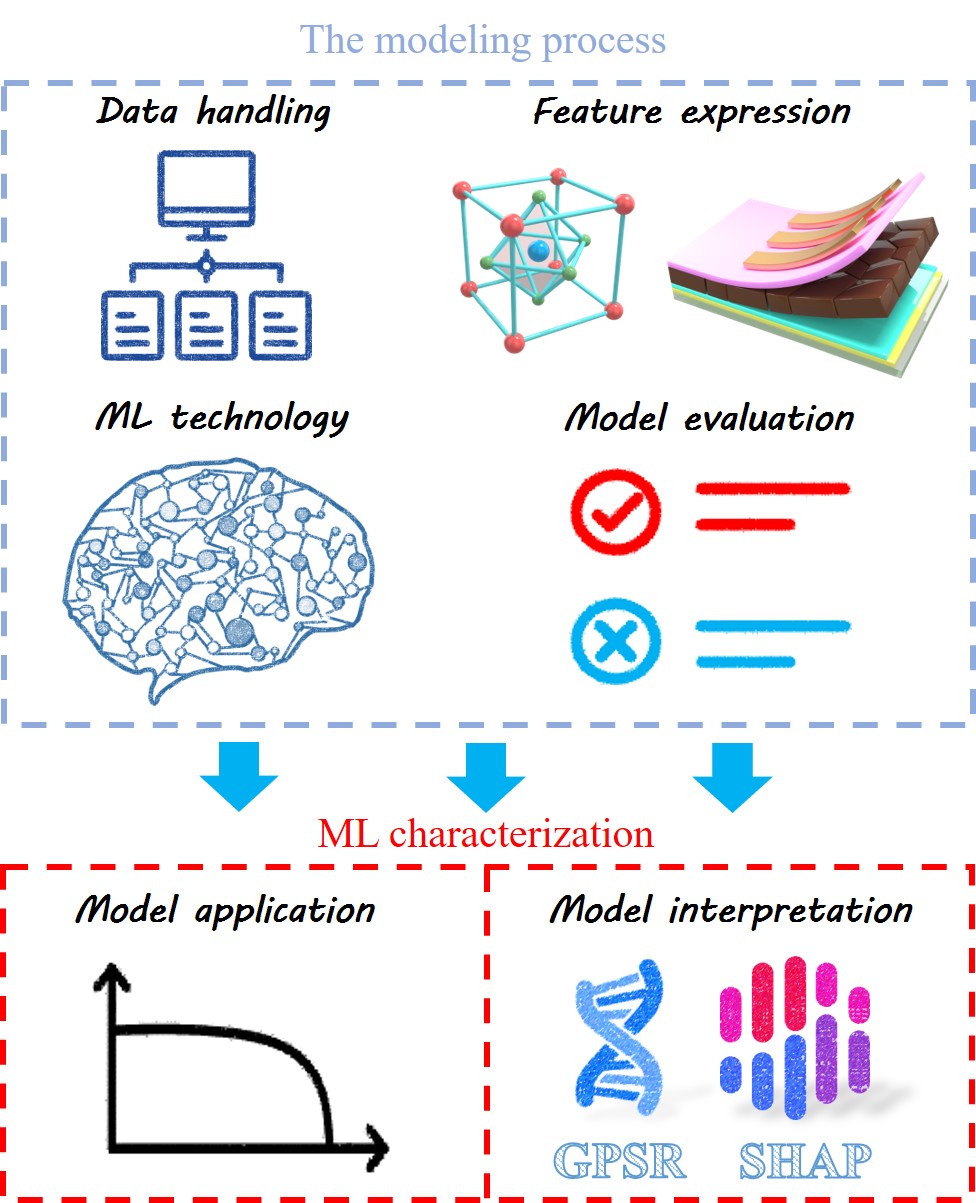 The modeling process
Data handling
Feature expression
ML technology
Model evaluation
ML characterization
Model application
Model interpretation
GPSR
SHAP